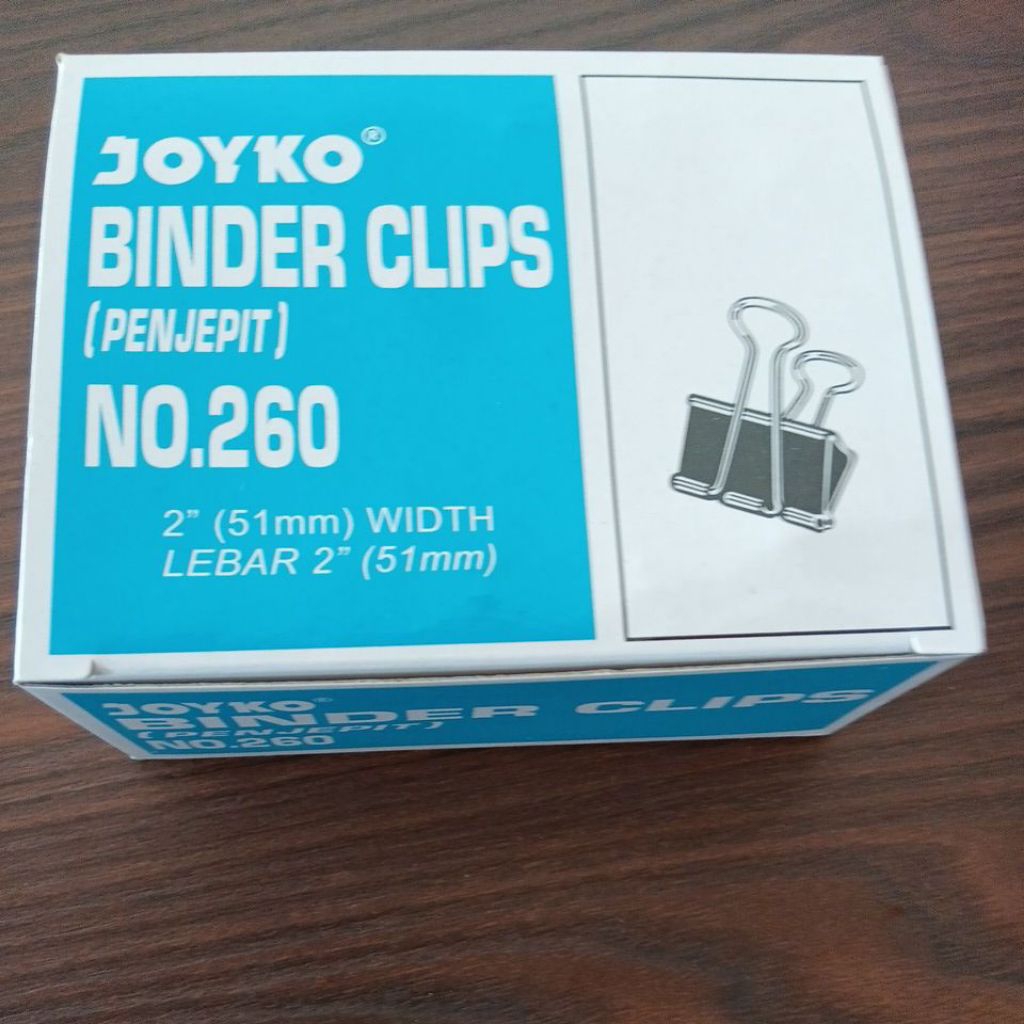 JOYKO®
BINDER CLIPS
(PENJEPIT)
NO.260
2” (51mm) WIDTH
LEBAR 2” (51mm)
JOYKO®
BINDER CLIPS
(PENJEPIT)
NO.260